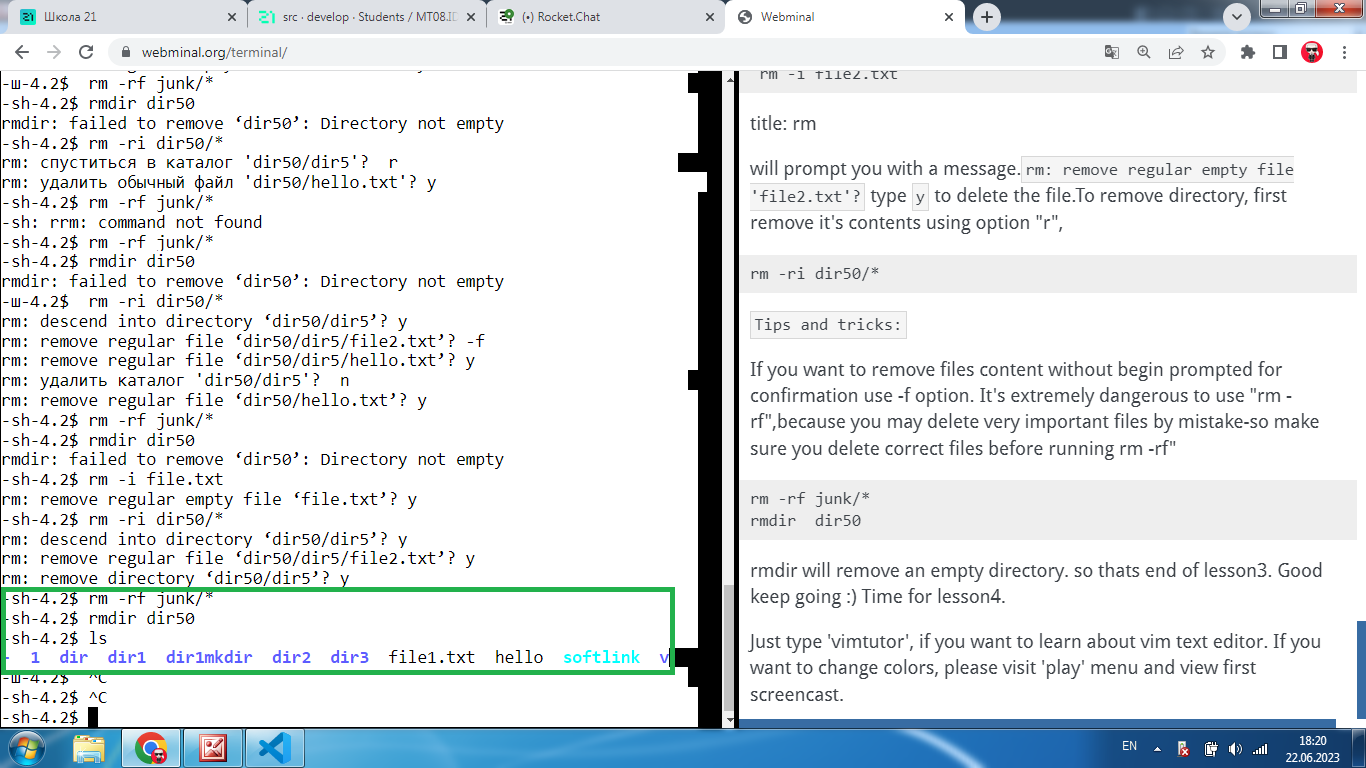 Школа 21
src · develop · Students / MT08.ID
(•) Rocket.Chat
Webminal
webminal.org/terminal/
-ш-4.2$  rm -rf junk/*
-sh-4.2$ rmdir dir50
rmdir: failed to remove ‘dir50’: Directory not empty
-sh-4.2$ rm -ri dir50/*
rm: спуститься в каталог 'dir50/dir5'?  r
rm: удалить обычный файл 'dir50/hello.txt'? y
-sh-4.2$ rm -rf junk/*
-sh: rrm: command not found
-sh-4.2$ rm -rf junk/*
-sh-4.2$ rmdir dir50
rmdir: failed to remove ‘dir50’: Directory not empty
-ш-4.2$  rm -ri dir50/*
rm: descend into directory ‘dir50/dir5’? y
rm: remove regular file ‘dir50/dir5/file2.txt’? -f
rm: remove regular file ‘dir50/dir5/hello.txt’? y
rm: удалить каталог 'dir50/dir5'?  n
rm: remove regular file ‘dir50/hello.txt’? y
-sh-4.2$ rm -rf junk/*
-sh-4.2$ rmdir dir50
rmdir: failed to remove ‘dir50’: Directory not empty
-sh-4.2$ rm -i file.txt
rm: remove regular empty file ‘file.txt’? y
-sh-4.2$ rm -ri dir50/*
rm: descend into directory ‘dir50/dir5’? y
rm: remove regular file ‘dir50/dir5/file2.txt’? y
rm: remove directory ‘dir50/dir5’? y
-sh-4.2$ rm -rf junk/*
-sh-4.2$ rmdir dir50
-sh-4.2$ ls
-  1  dir  dir1  dir1mkdir  dir2  dir3  file1.txt  hello  softlink  v
-ш-4.2$  ^C
-sh-4.2$ ^C
-sh-4.2$
rm -i file2.txt
title: rm
will prompt you with a message. rm: remove regular empty file
'file2.txt'? type y to delete the file.To remove directory, first
remove it's contents using option "r",
rm -ri dir50/*
Tips and tricks:
If you want to remove files content without begin prompted for
confirmation use -f option. It's extremely dangerous to use "rm -
rf",because you may delete very important files by mistake-so make
sure you delete correct files before running rm -rf"
rm -rf junk/*
rmdir  dir50
rmdir will remove an empty directory. so thats end of lesson3. Good
keep going :) Time for lesson4.
Just type 'vimtutor', if you want to learn about vim text editor. If you
want to change colors, please visit 'play' menu and view first
screencast.
EN
18:20
22.06.2023